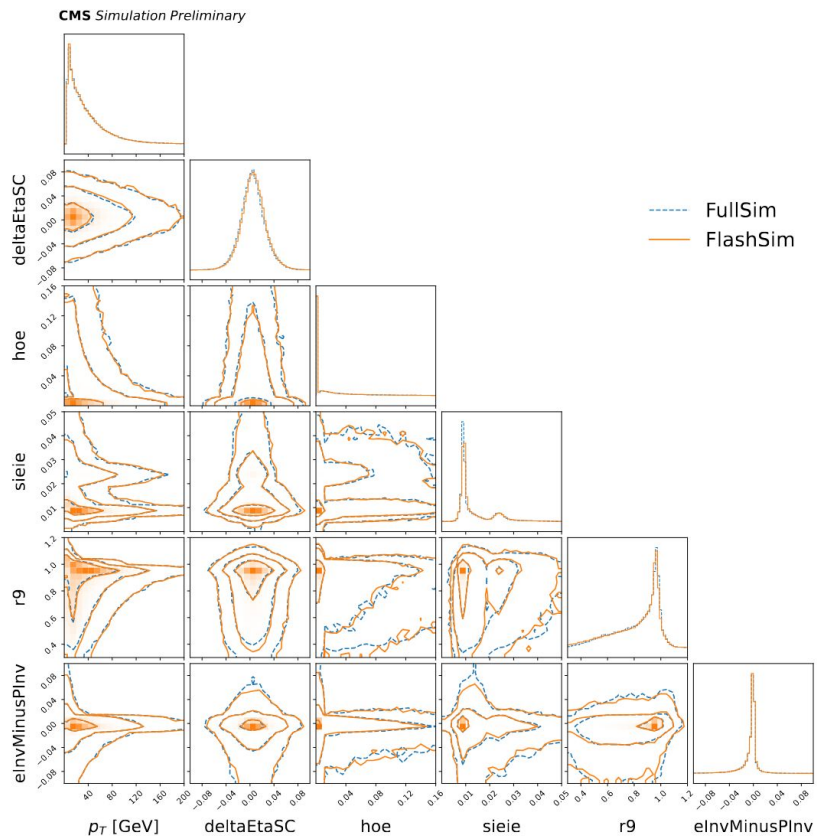 CMS Simulation Preliminary
FullSim
FlashSim
deltaEtaSC
0.08
0.04
0.00
−0.04
−0.08
hoe
0.16
0.12
0.08
0.04
sieie
0.05
0.04
0.03
0.02
0.01
r9
1.2
1.0
0.8
0.6
0.4
eInvMinusPInv
0.08
0.04
0.00
−0.04
−0.08
40 80 120 160 200
−0.08 −0.04 0.00 0.04 0.08
0.04 0.08 0.12 0.16
0.01 0.02 0.03 0.04 0.05
0.4 0.6 0.8 1.0 1.2
−0.08 −0.04 0.00 0.04 0.08
pT [GeV] deltaEtaSC hoe sieie r9 eInvMinusPInv